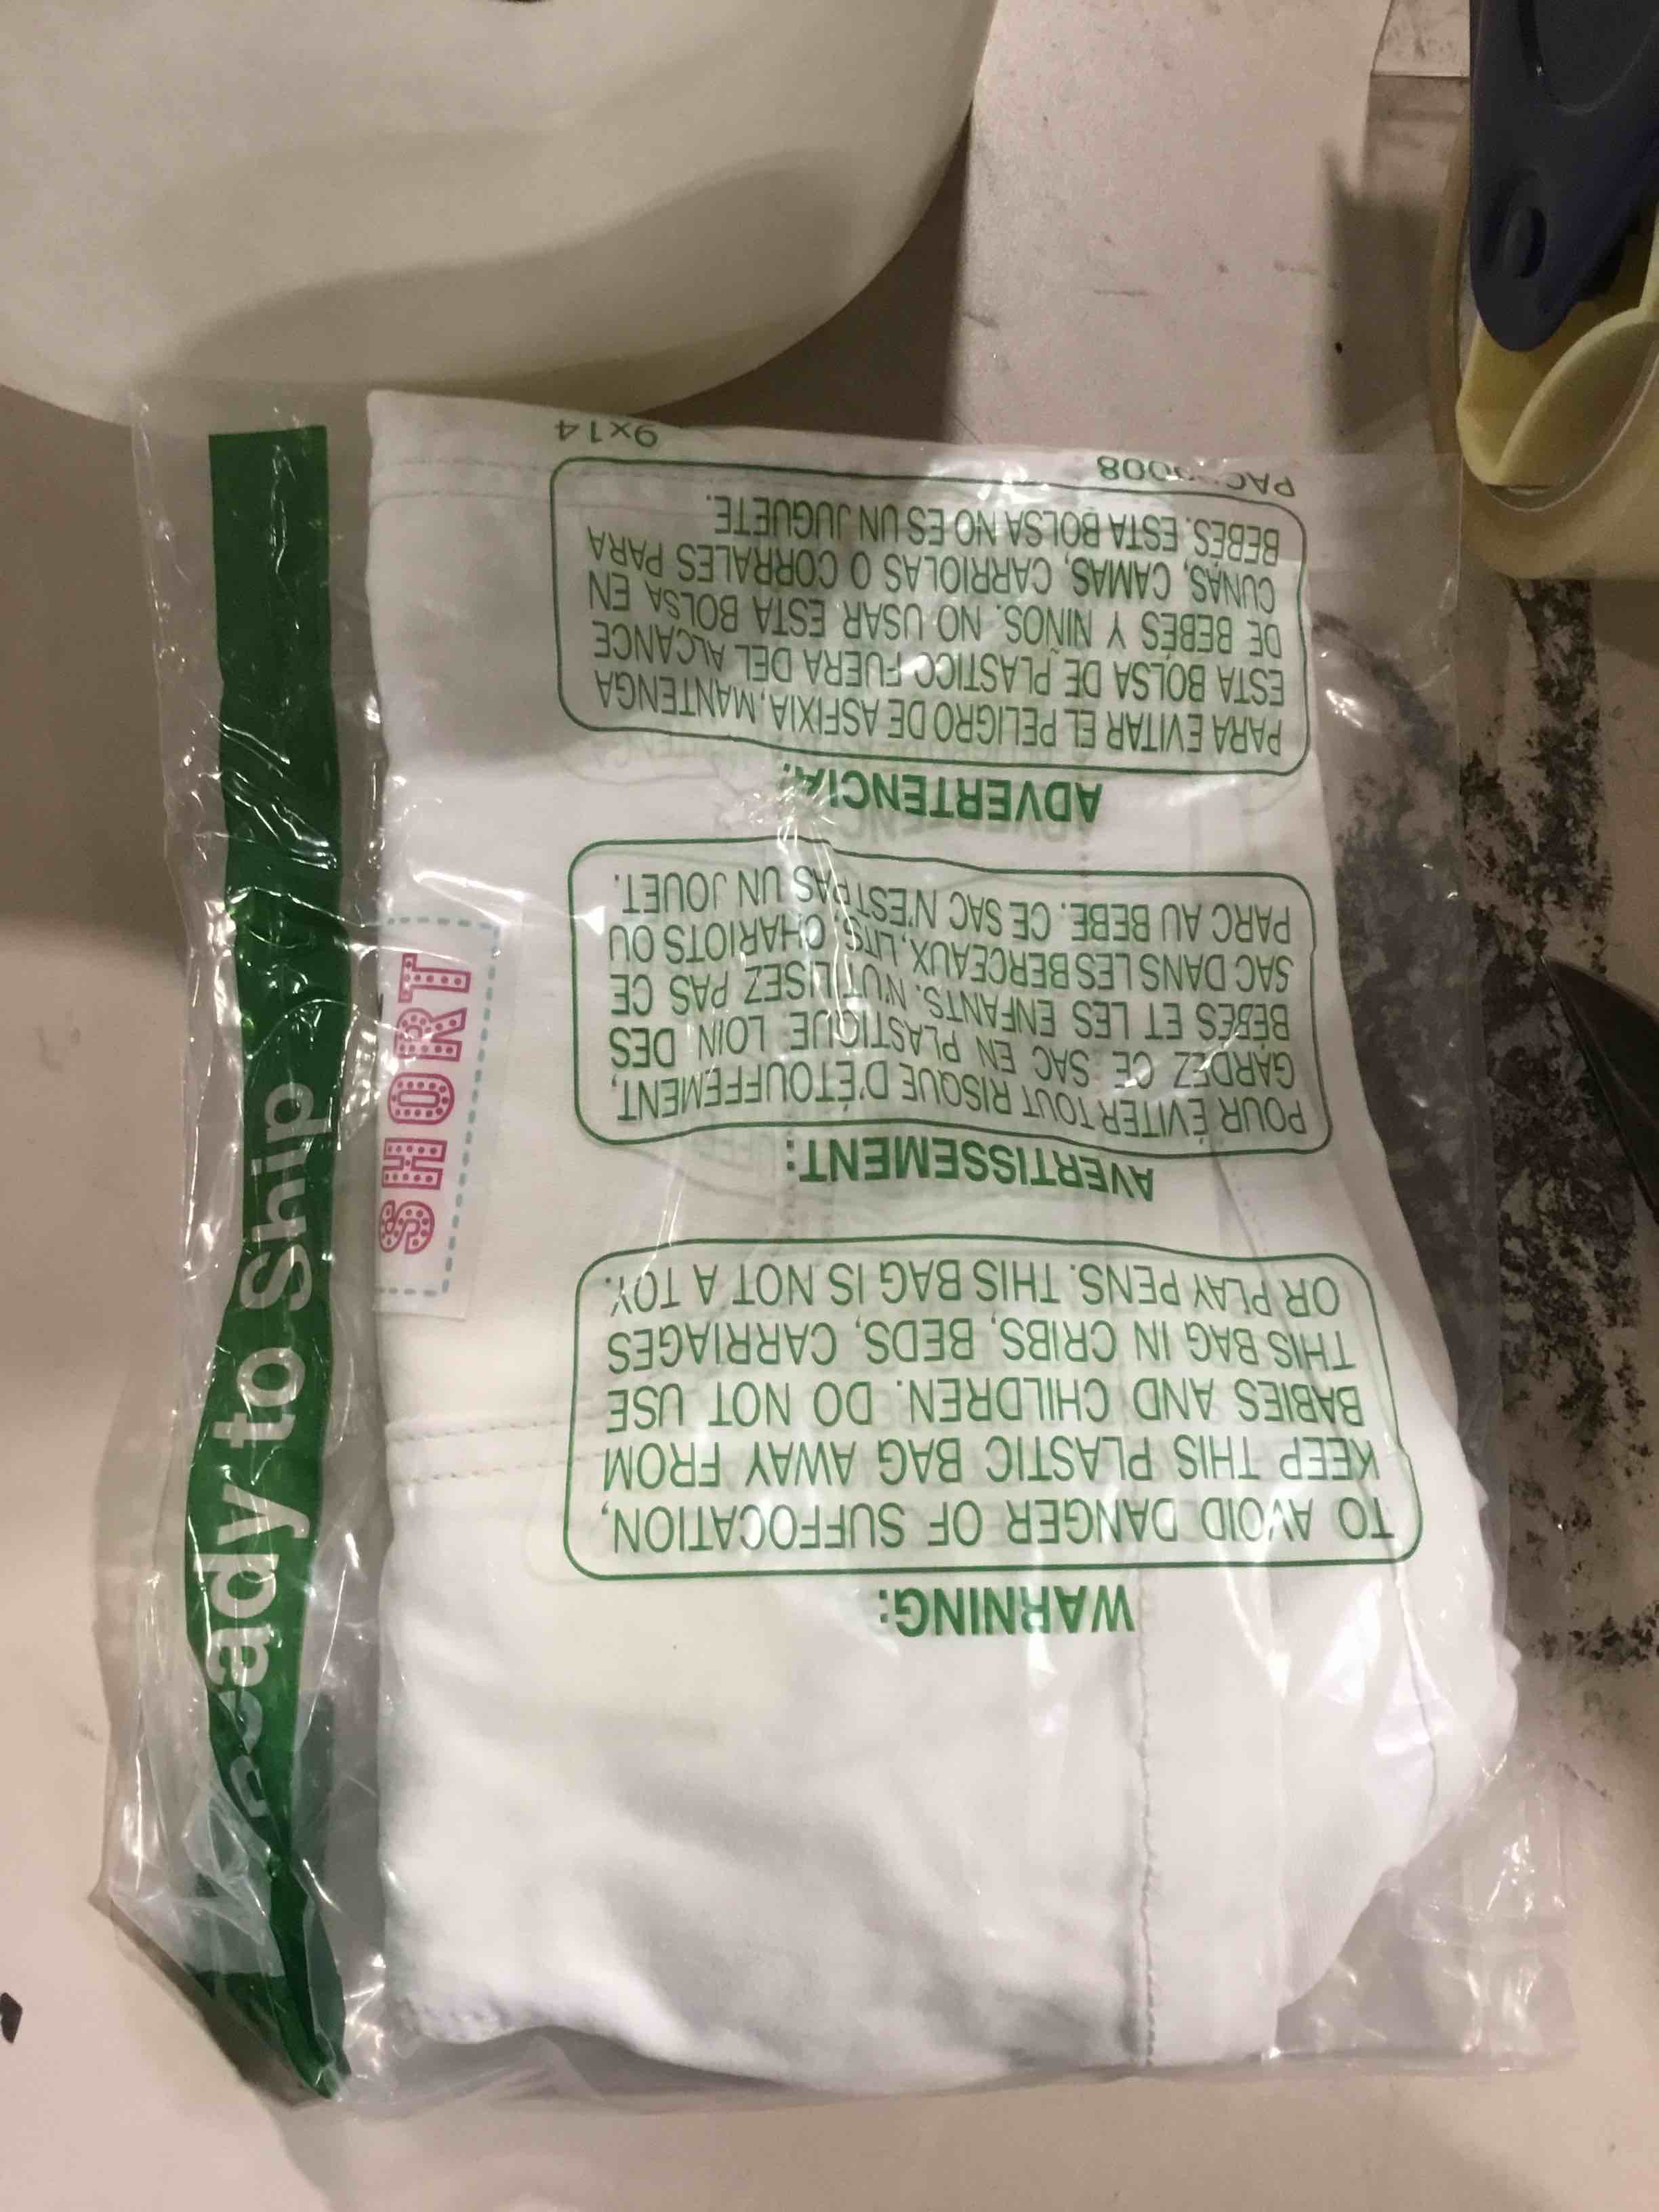 Ready to Ship
SHORT
WARNING:
TO AVOID DANGER OF SUFFOCATION,
KEEP THIS PLASTIC BAG AWAY FROM
BABIES AND CHILDREN. DO NOT USE
THIS BAG IN CRIBS, BEDS, CARRIAGES
OR PLAY PENS. THIS BAG IS NOT A TOY.
AVERTISSEMENT:
POUR ÉVITER TOUT RISQUE D'ÉTOUFFEMENT,
GARDEZ CE SAC EN PLASTIQUE LOIN DES
BÉBÉS ET LES ENFANTS. N'UTILISEZ PAS CE
SAC DANS LES BERCEAUX, LITS, CHARIOTS OU
PARC AU BEBE. CE SAC N'EST PAS UN JOUET.
ADVERTENCIA:
PARA EVITAR EL PELIGRO DE ASFIXIA, MANTENGA
ESTA BOLSA DE PLASTICO FUERA DEL ALCANCE
DE BEBÉS Y NIÑOS. NO USAR ESTA BOLSA EN
CUNAS, CAMAS, CARRIOLAS O CORRALES PARA
BEBÉS. ESTA BOLSA NO ES UN JUGUETE.
9x14